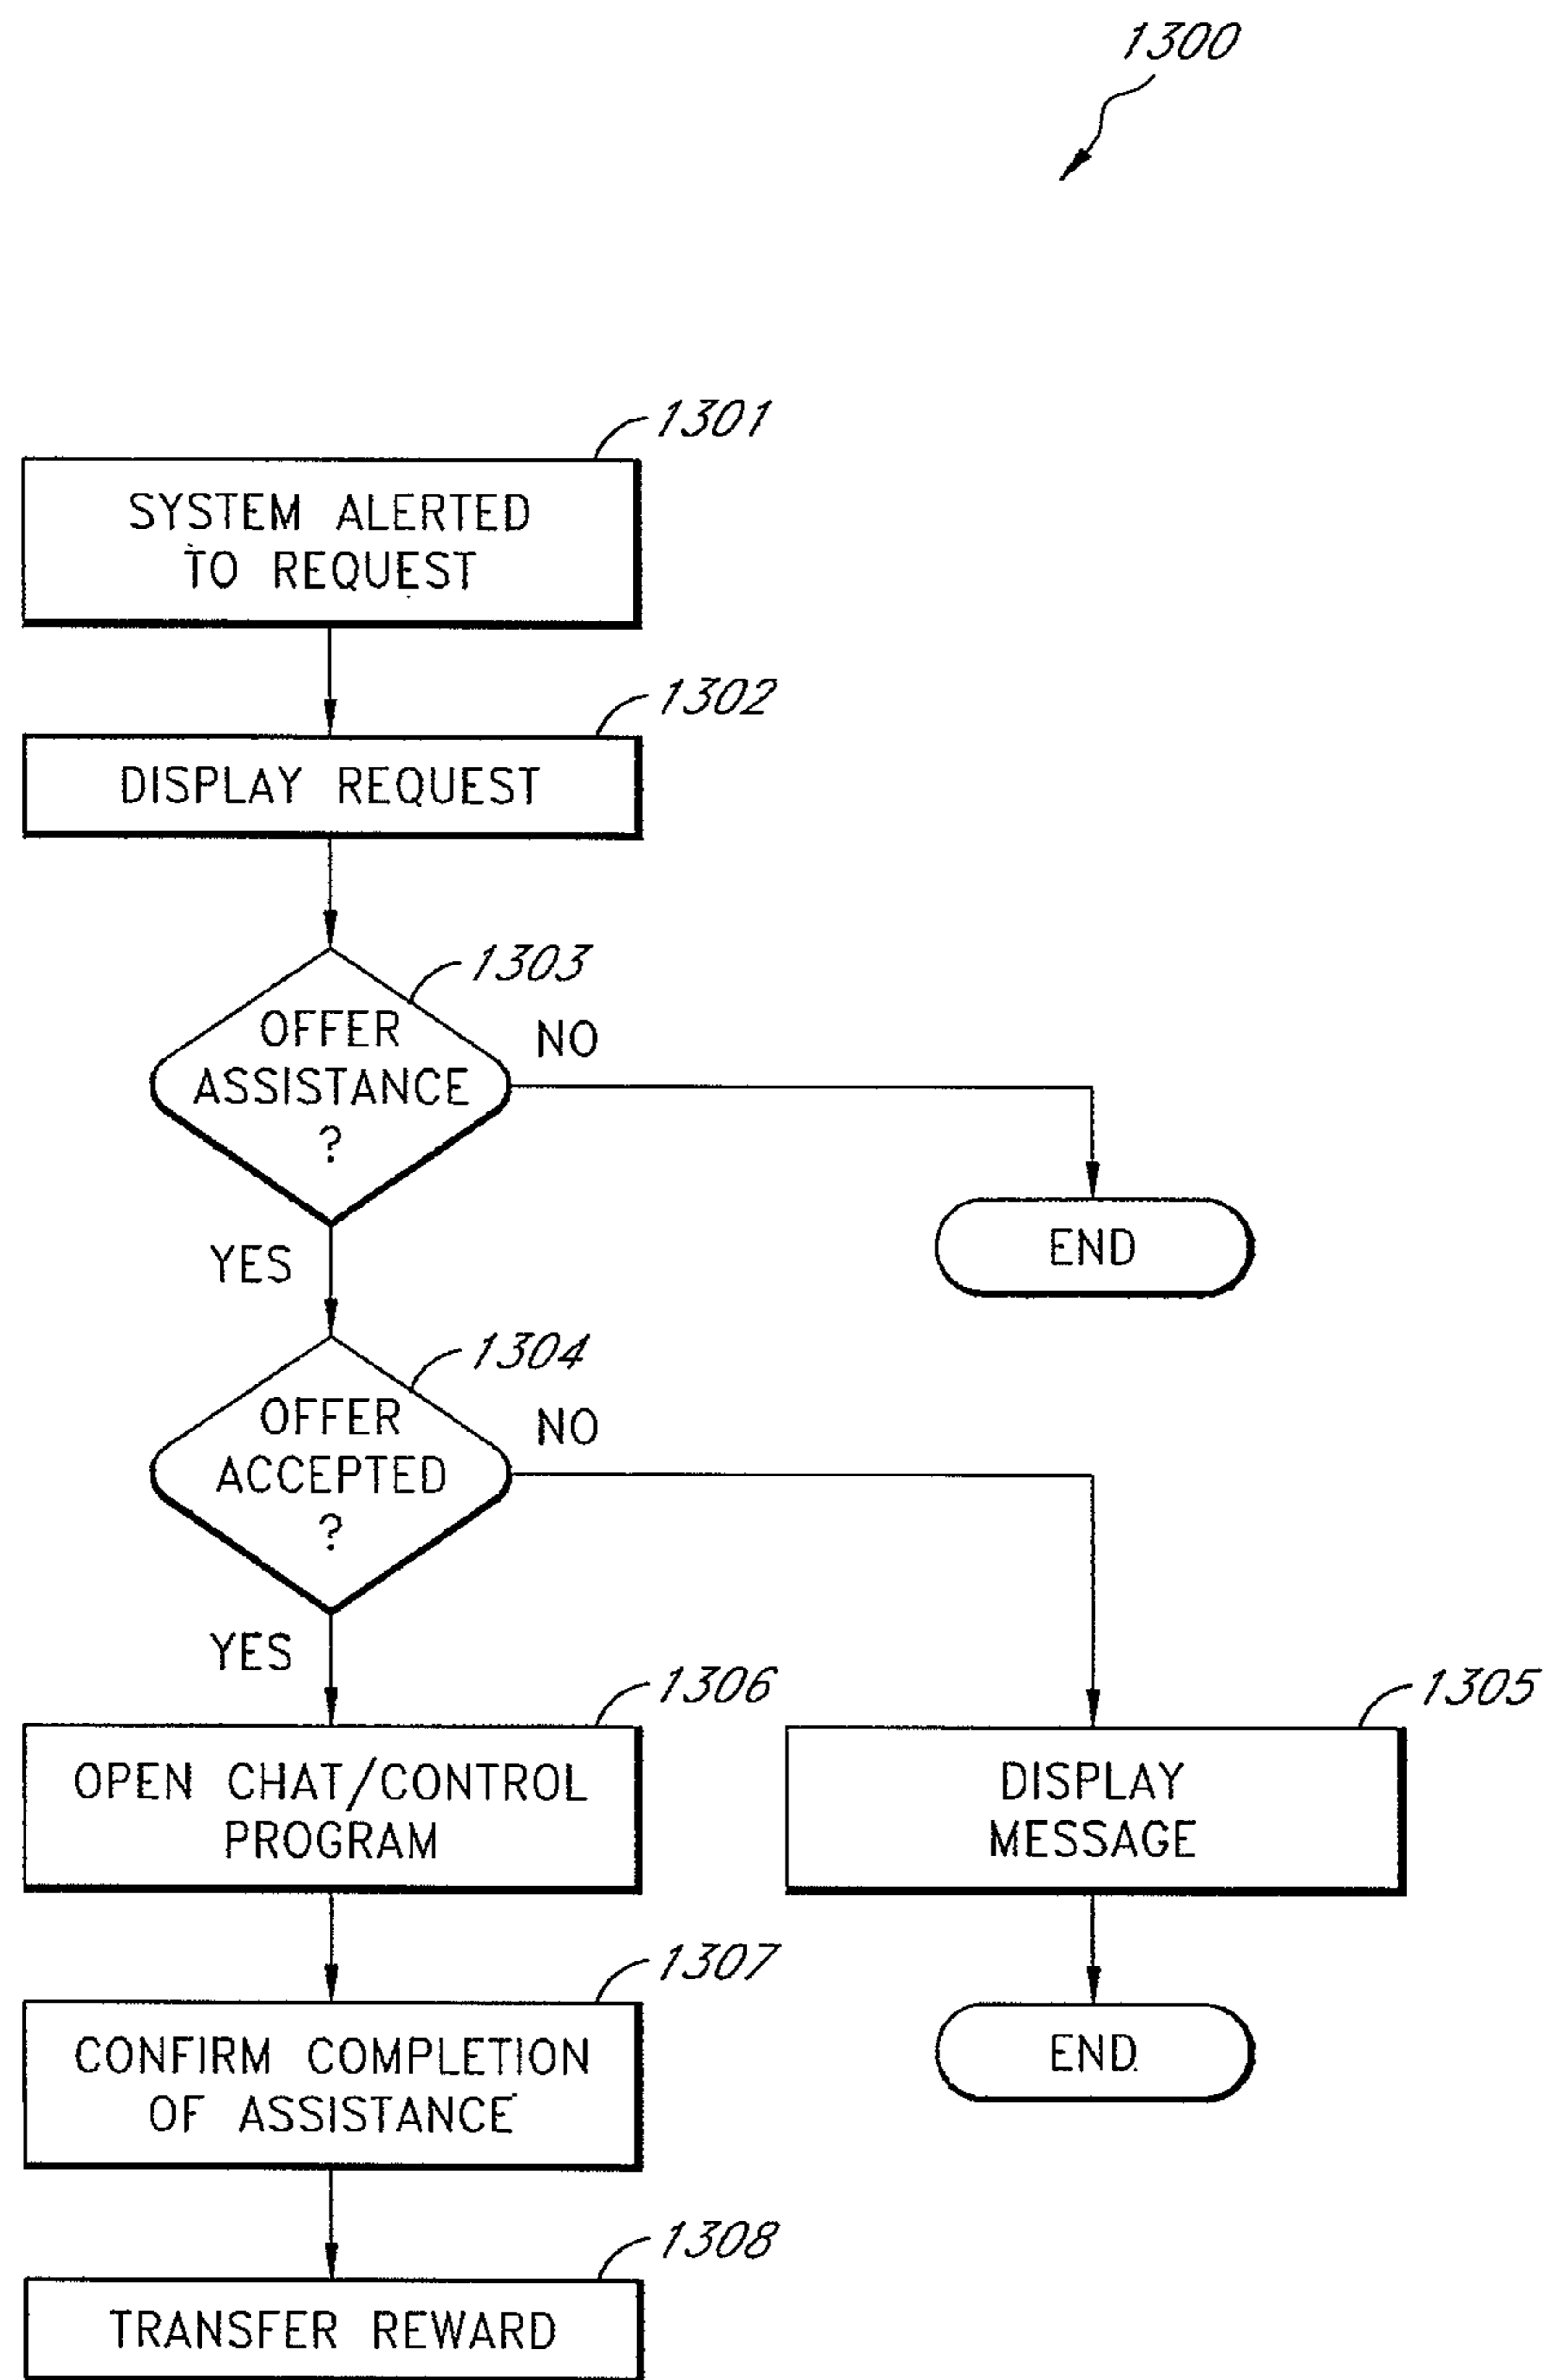 1300
1301
SYSTEM ALERTED
TO REQUEST
1302
DISPLAY REQUEST
1303
OFFER
ASSISTANCE
?
NO
END
YES
1304
OFFER
ACCEPTED
?
NO
YES
1306
OPEN CHAT/CONTROL
PROGRAM
1305
DISPLAY
MESSAGE
1307
CONFIRM COMPLETION
OF ASSISTANCE
END
1308
TRANSFER REWARD